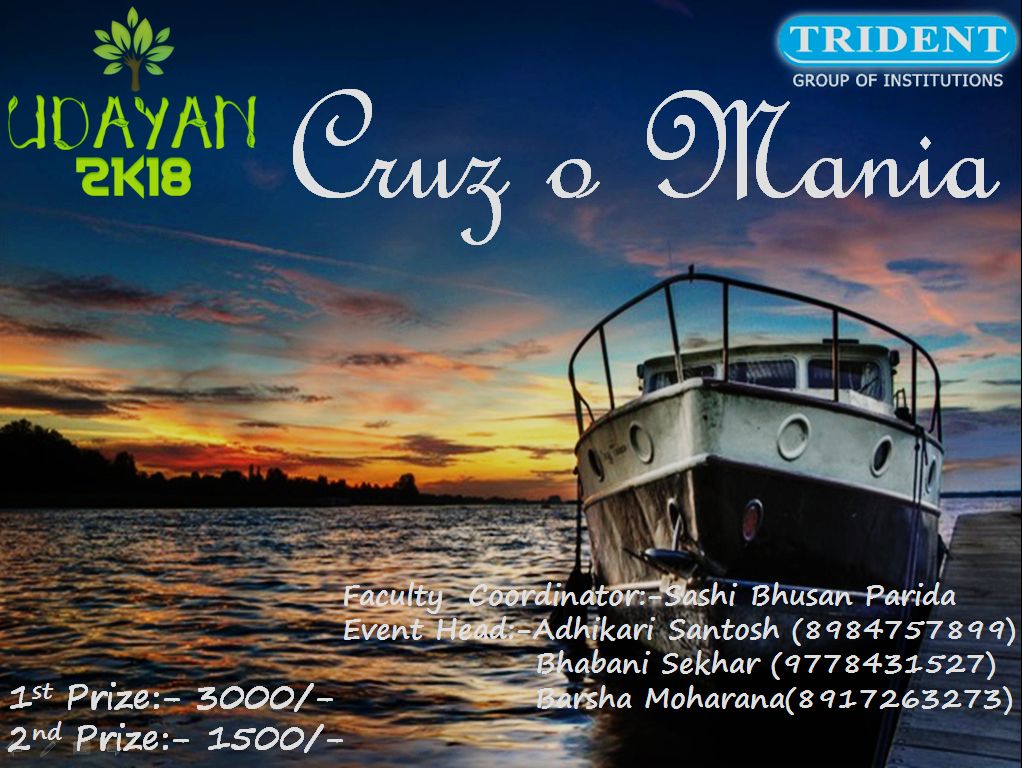 UDAYAN
2K18
TRIDENT
GROUP OF INSTITUTIONS
Cruz o Mania
Faculty Coordinator:-Sashi Bhusan Parida
Event Head:-Adhikari Santosh (8984757899)
Bhabani Sekhar (9778431527)
Barsha Moharana(8917263273)
1st Prize:- 3000/-
2nd Prize:- 1500/-